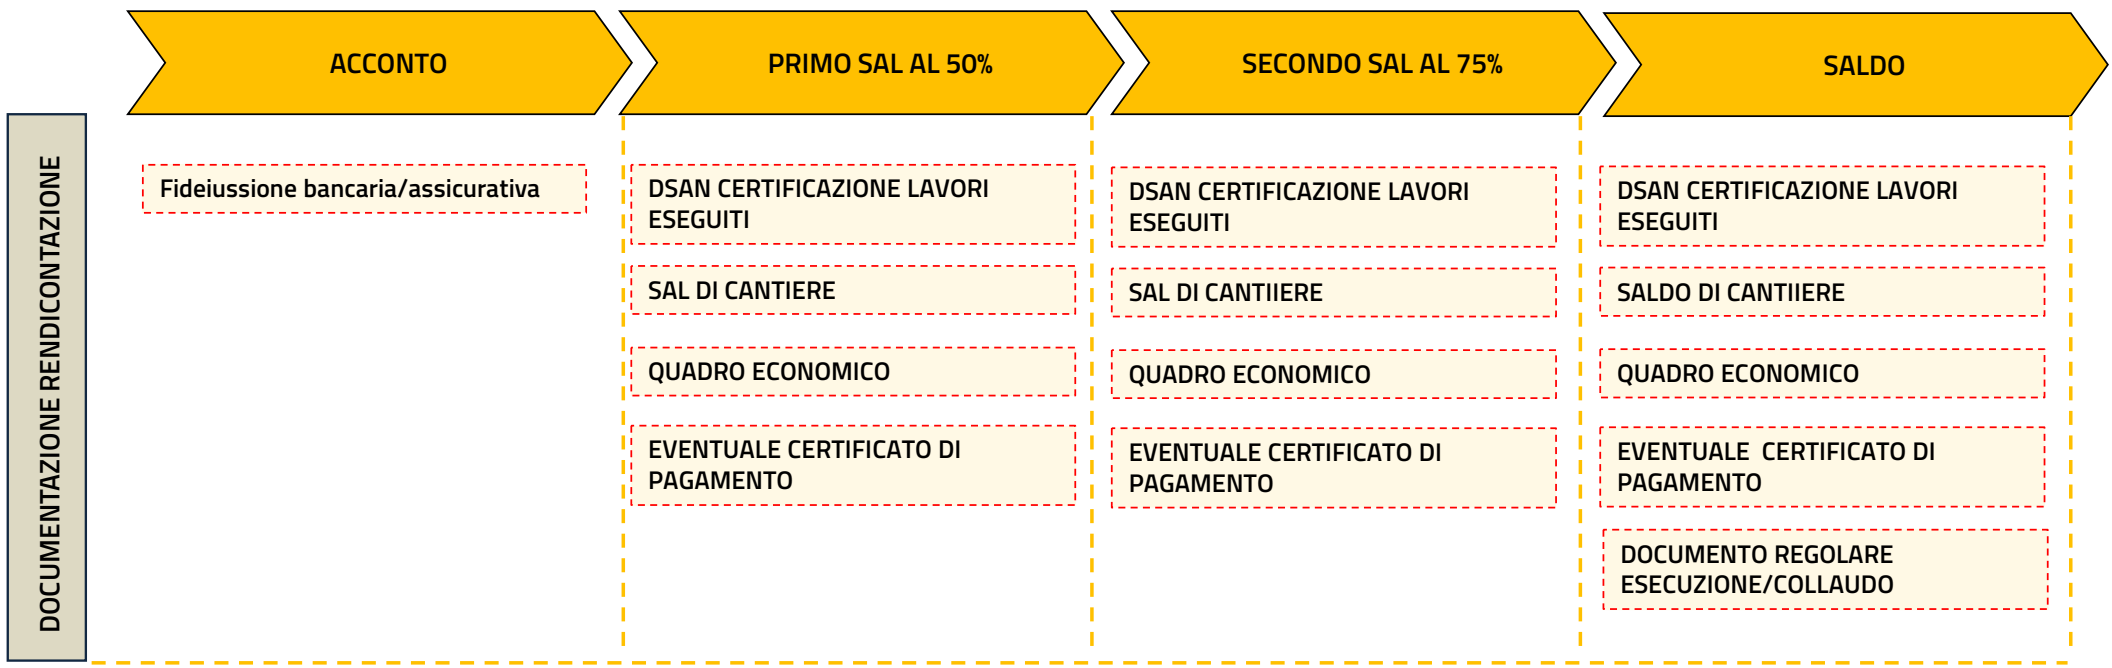 ACCONTO
PRIMO SAL AL 50%
SECONDO SAL AL 75%
SALDO
DOCUMENTAZIONE RENDICONTAZIONE
Fideiussione bancaria/assicurativa
DSAN CERTIFICAZIONE LAVORI
ESEGUITI
SAL DI CANTIERE
QUADRO ECONOMICO
EVENTUALE CERTIFICATO DI
PAGAMENTO
DSAN CERTIFICAZIONE LAVORI
ESEGUITI
SAL DI CANTIIERE
QUADRO ECONOMICO
EVENTUALE CERTIFICATO DI
PAGAMENTO
DSAN CERTIFICAZIONE LAVORI
ESEGUITI
SALDO DI CANTIIERE
QUADRO ECONOMICO
EVENTUALE  CERTIFICATO DI
PAGAMENTO
DOCUMENTO REGOLARE
ESECUZIONE/COLLAUDO